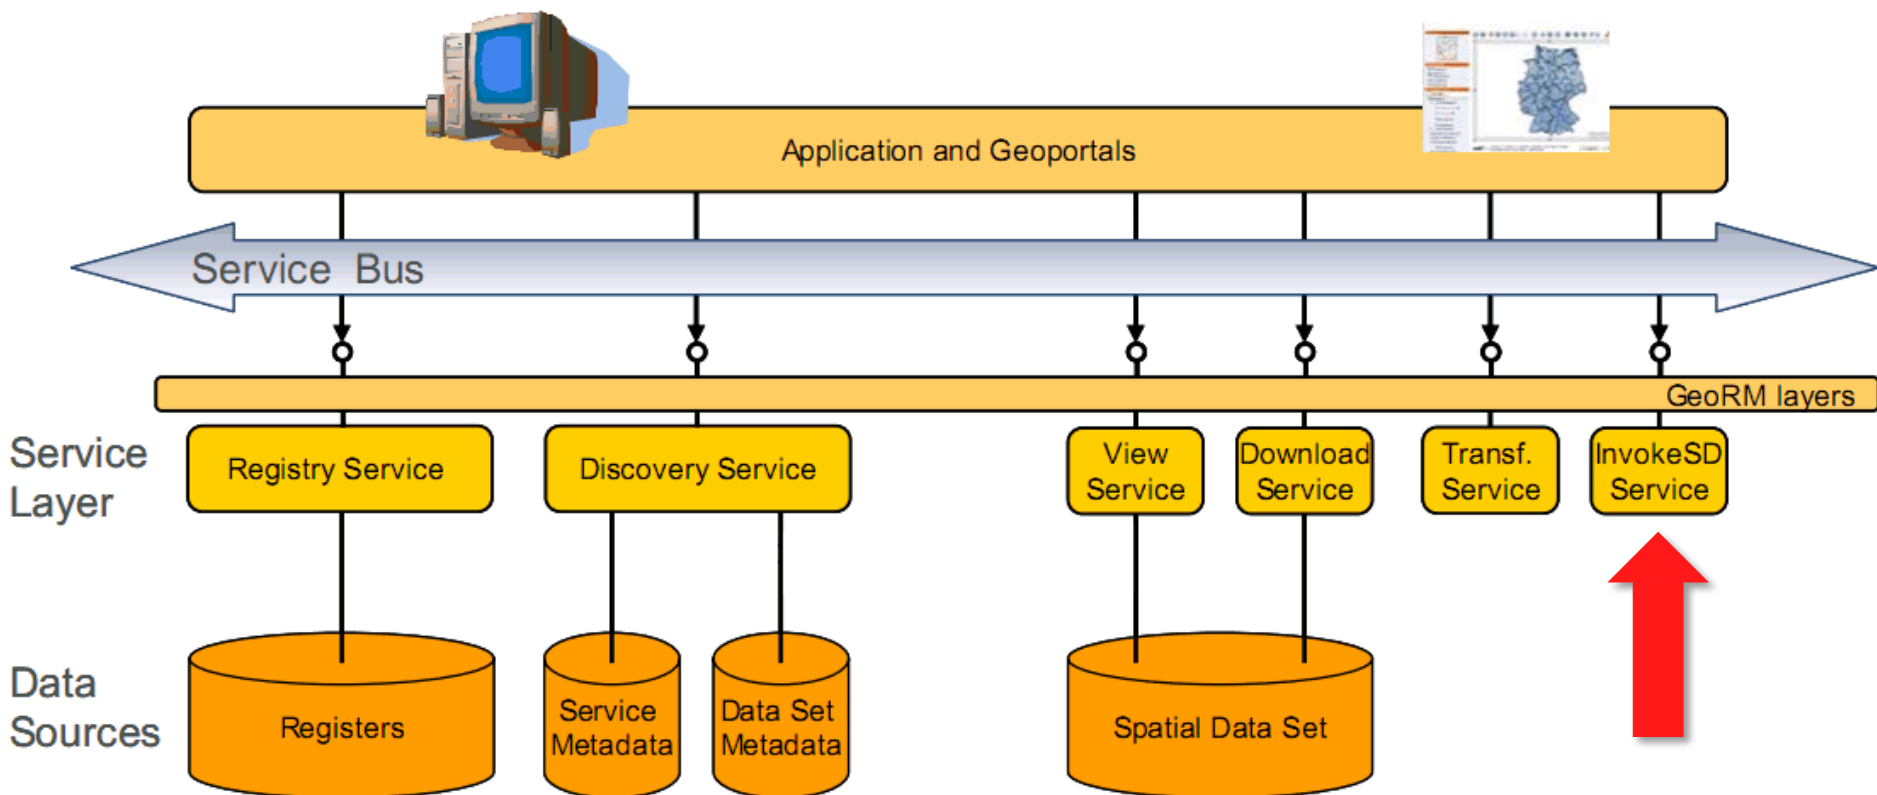 Application and Geoportals
Service Bus
GeoRM layers
Service
Layer
Registry Service
Discovery Service
View
Service
Download
Service
Transf.
Service
InvokeSD
Service
Data
Sources
Registers
Service
Metadata
Data Set
Metadata
Spatial Data Set